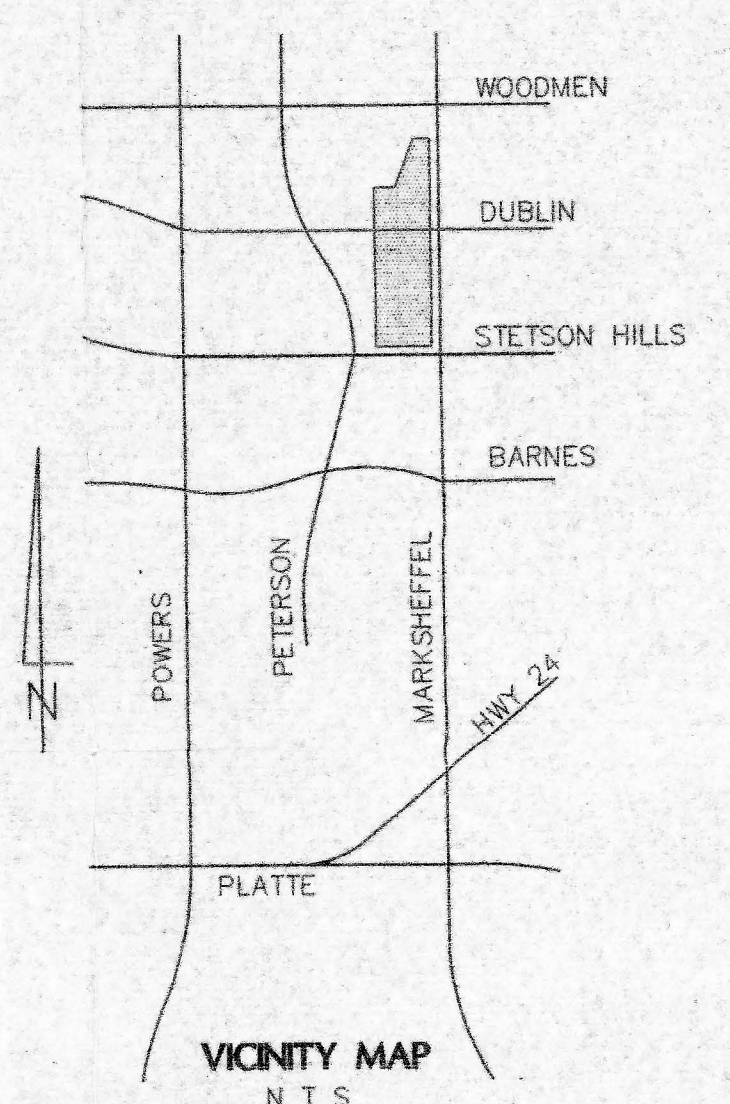 WOODMEN
DUBLIN
STETSON HILLS
BARNES
POWERS
PETERSON
MARKSHEFFEL
HWY 24
N
PLATTE
VICINITY MAP
N T S